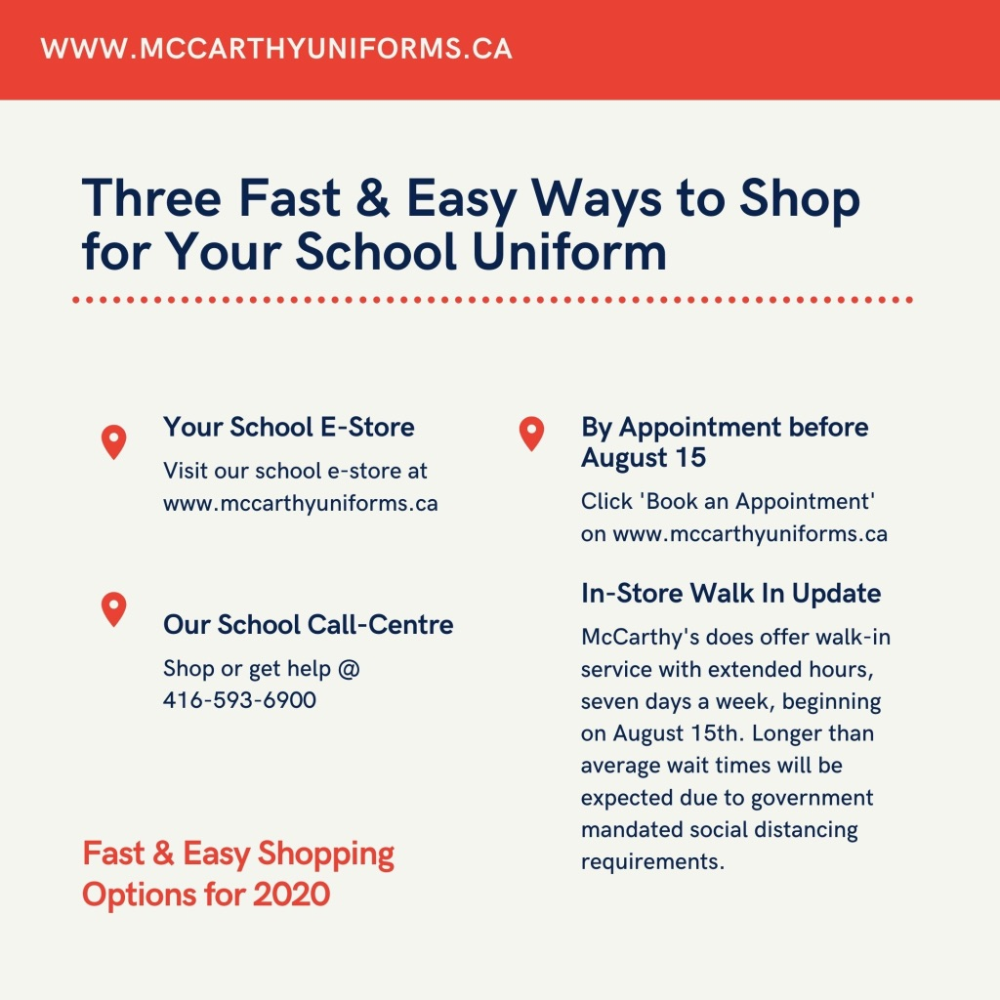 WWW.MCCARTHYUNIFORMS.CA
Three Fast & Easy Ways to Shop
for Your School Uniform
Your School E-Store
Visit our school e-store at
www.mccarthyuniforms.ca
Our School Call-Centre
Shop or get help @
416-593-6900
By Appointment before
August 15
Click 'Book an Appointment'
on www.mccarthyuniforms.ca
In-Store Walk In Update
McCarthy's does offer walk-in
service with extended hours,
seven days a week, beginning
on August 15th. Longer than
average wait times will be
expected due to government
mandated social distancing
requirements.
Fast & Easy Shopping
Options for 2020